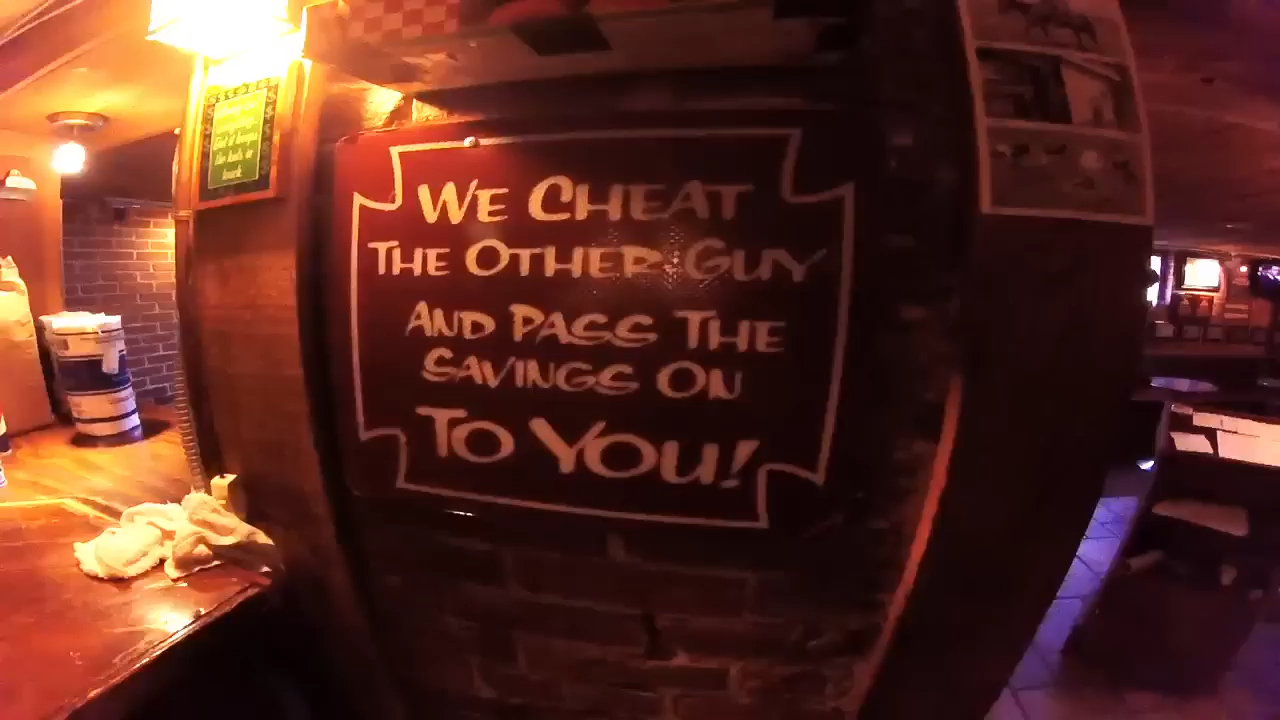 WE CHEAT
THE OTHER GUY
AND PASS THE
SAVINGS ON
TO YOU!